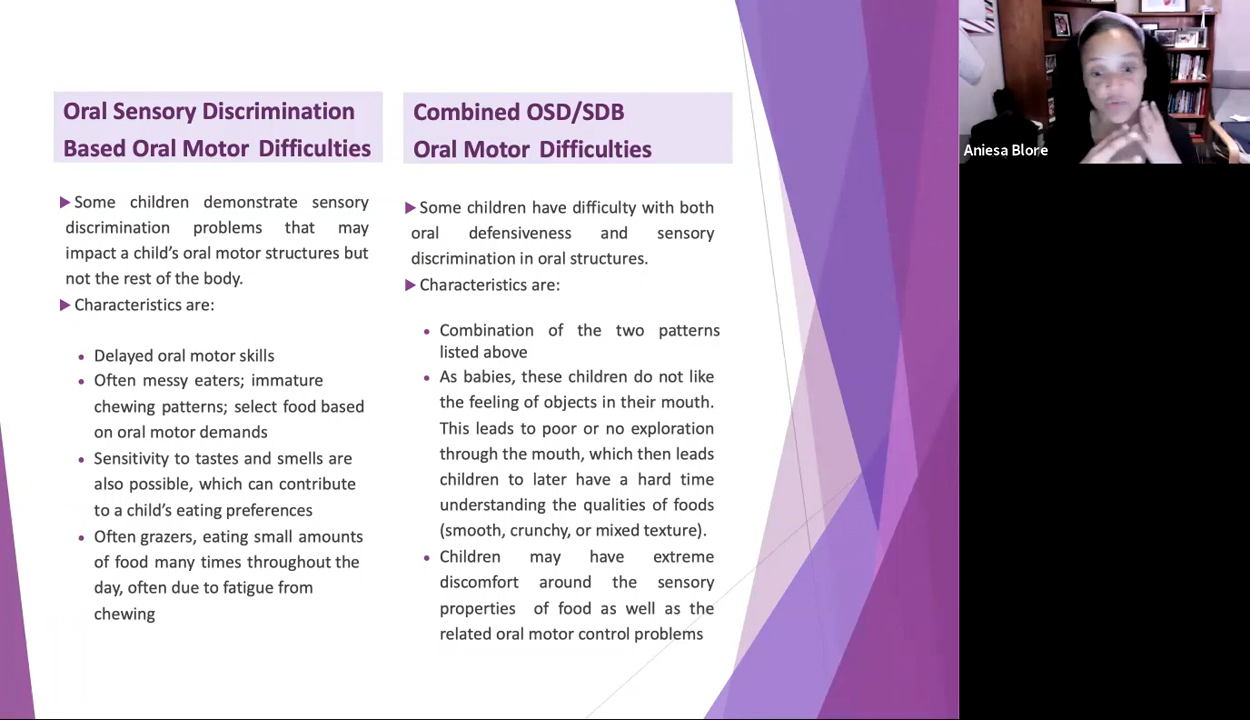 Oral Sensory Discrimination
Based Oral Motor Difficulties
Some children demonstrate sensory
discrimination problems that may
impact a child's oral motor structures but
not the rest of the body.
Characteristics are:
Delayed oral motor skills
Often messy eaters; immature
chewing patterns; select food based
on oral motor demands
Sensitivity to tastes and smells are
also possible, which can contribute
to a child's eating preferences
Often grazers, eating small amounts
of food many times throughout the
day, often due to fatigue from
chewing
Combined OSD/SDB
Oral Motor Difficulties
Some children have difficulty with both
oral defensiveness and sensory
discrimination in oral structures.
Characteristics are:
Combination of the two patterns
listed above
As babies, these children do not like
the feeling of objects in their mouth.
This leads to poor or no exploration
through the mouth, which then leads
children to later have a hard time
understanding the qualities of foods
(smooth, crunchy, or mixed texture).
Children may have extreme
discomfort around the sensory
properties of food as well as the
related oral motor control problems
Aniesa Blore